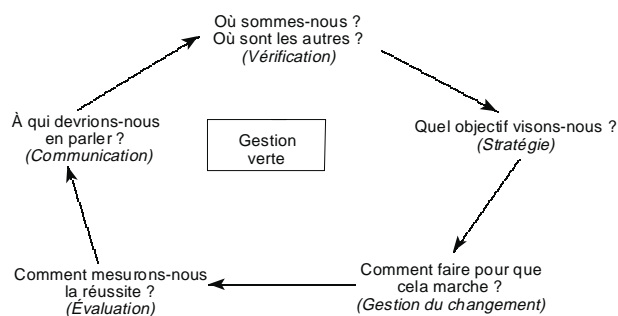 Où sommes-nous ?
Où sont les autres ?
(Vérification)
Quel objectif visons-nous ?
(Stratégie)
À qui devrions-nous
en parler ?
(Communication)
Gestion
verte
Comment faire pour que
cela marche ?
(Gestion du changement)
Comment mesurons-nous
la réussite ?
(Évaluation)